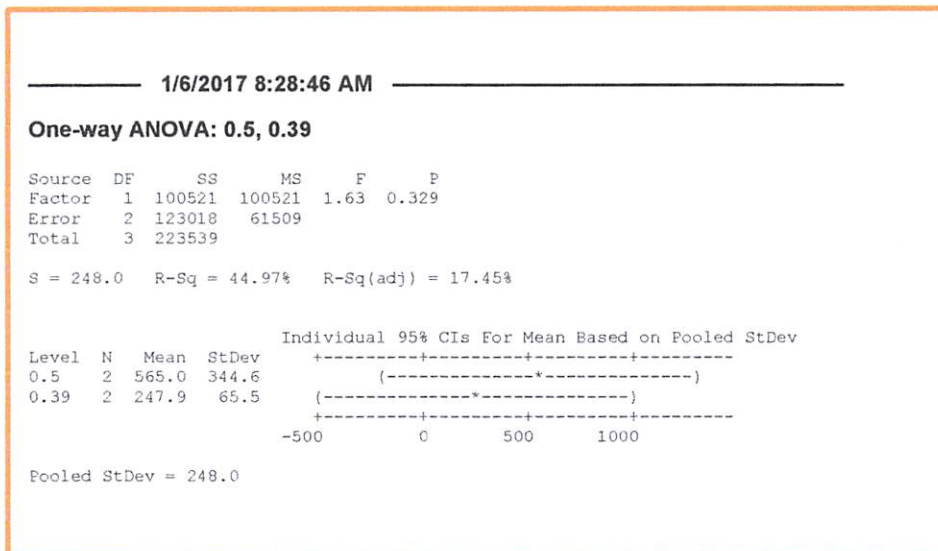 1/6/2017 8:28:46 AM
One-way ANOVA: 0.5, 0.39
Source  DF      SS      MS     F      P
Factor   1  100521  100521  1.63  0.329
Error    2  123018   61509
Total    3  223539
S = 248.0   R-Sq = 44.97%   R-Sq(adj) = 17.45%
Individual 95% CIs For Mean Based on Pooled StDev
Level  N   Mean  StDev    +---------+---------+---------+---------
0.5    2  565.0  344.6          (--------------*--------------)
0.39   2  247.9   65.5    (--------------*--------------)
+---------+---------+---------+---------
-500         0       500      1000
Pooled StDev = 248.0